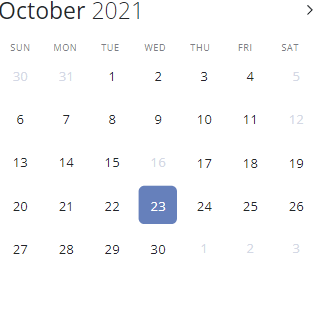 October 2021
SUN MON TUE WED THU FRI SAT
30 31 1 2 3 4 5
6 7 8 9 10 11 12
13 14 15 16 17 18 19
20 21 22 23 24 25 26
27 28 29 30 1 2 3